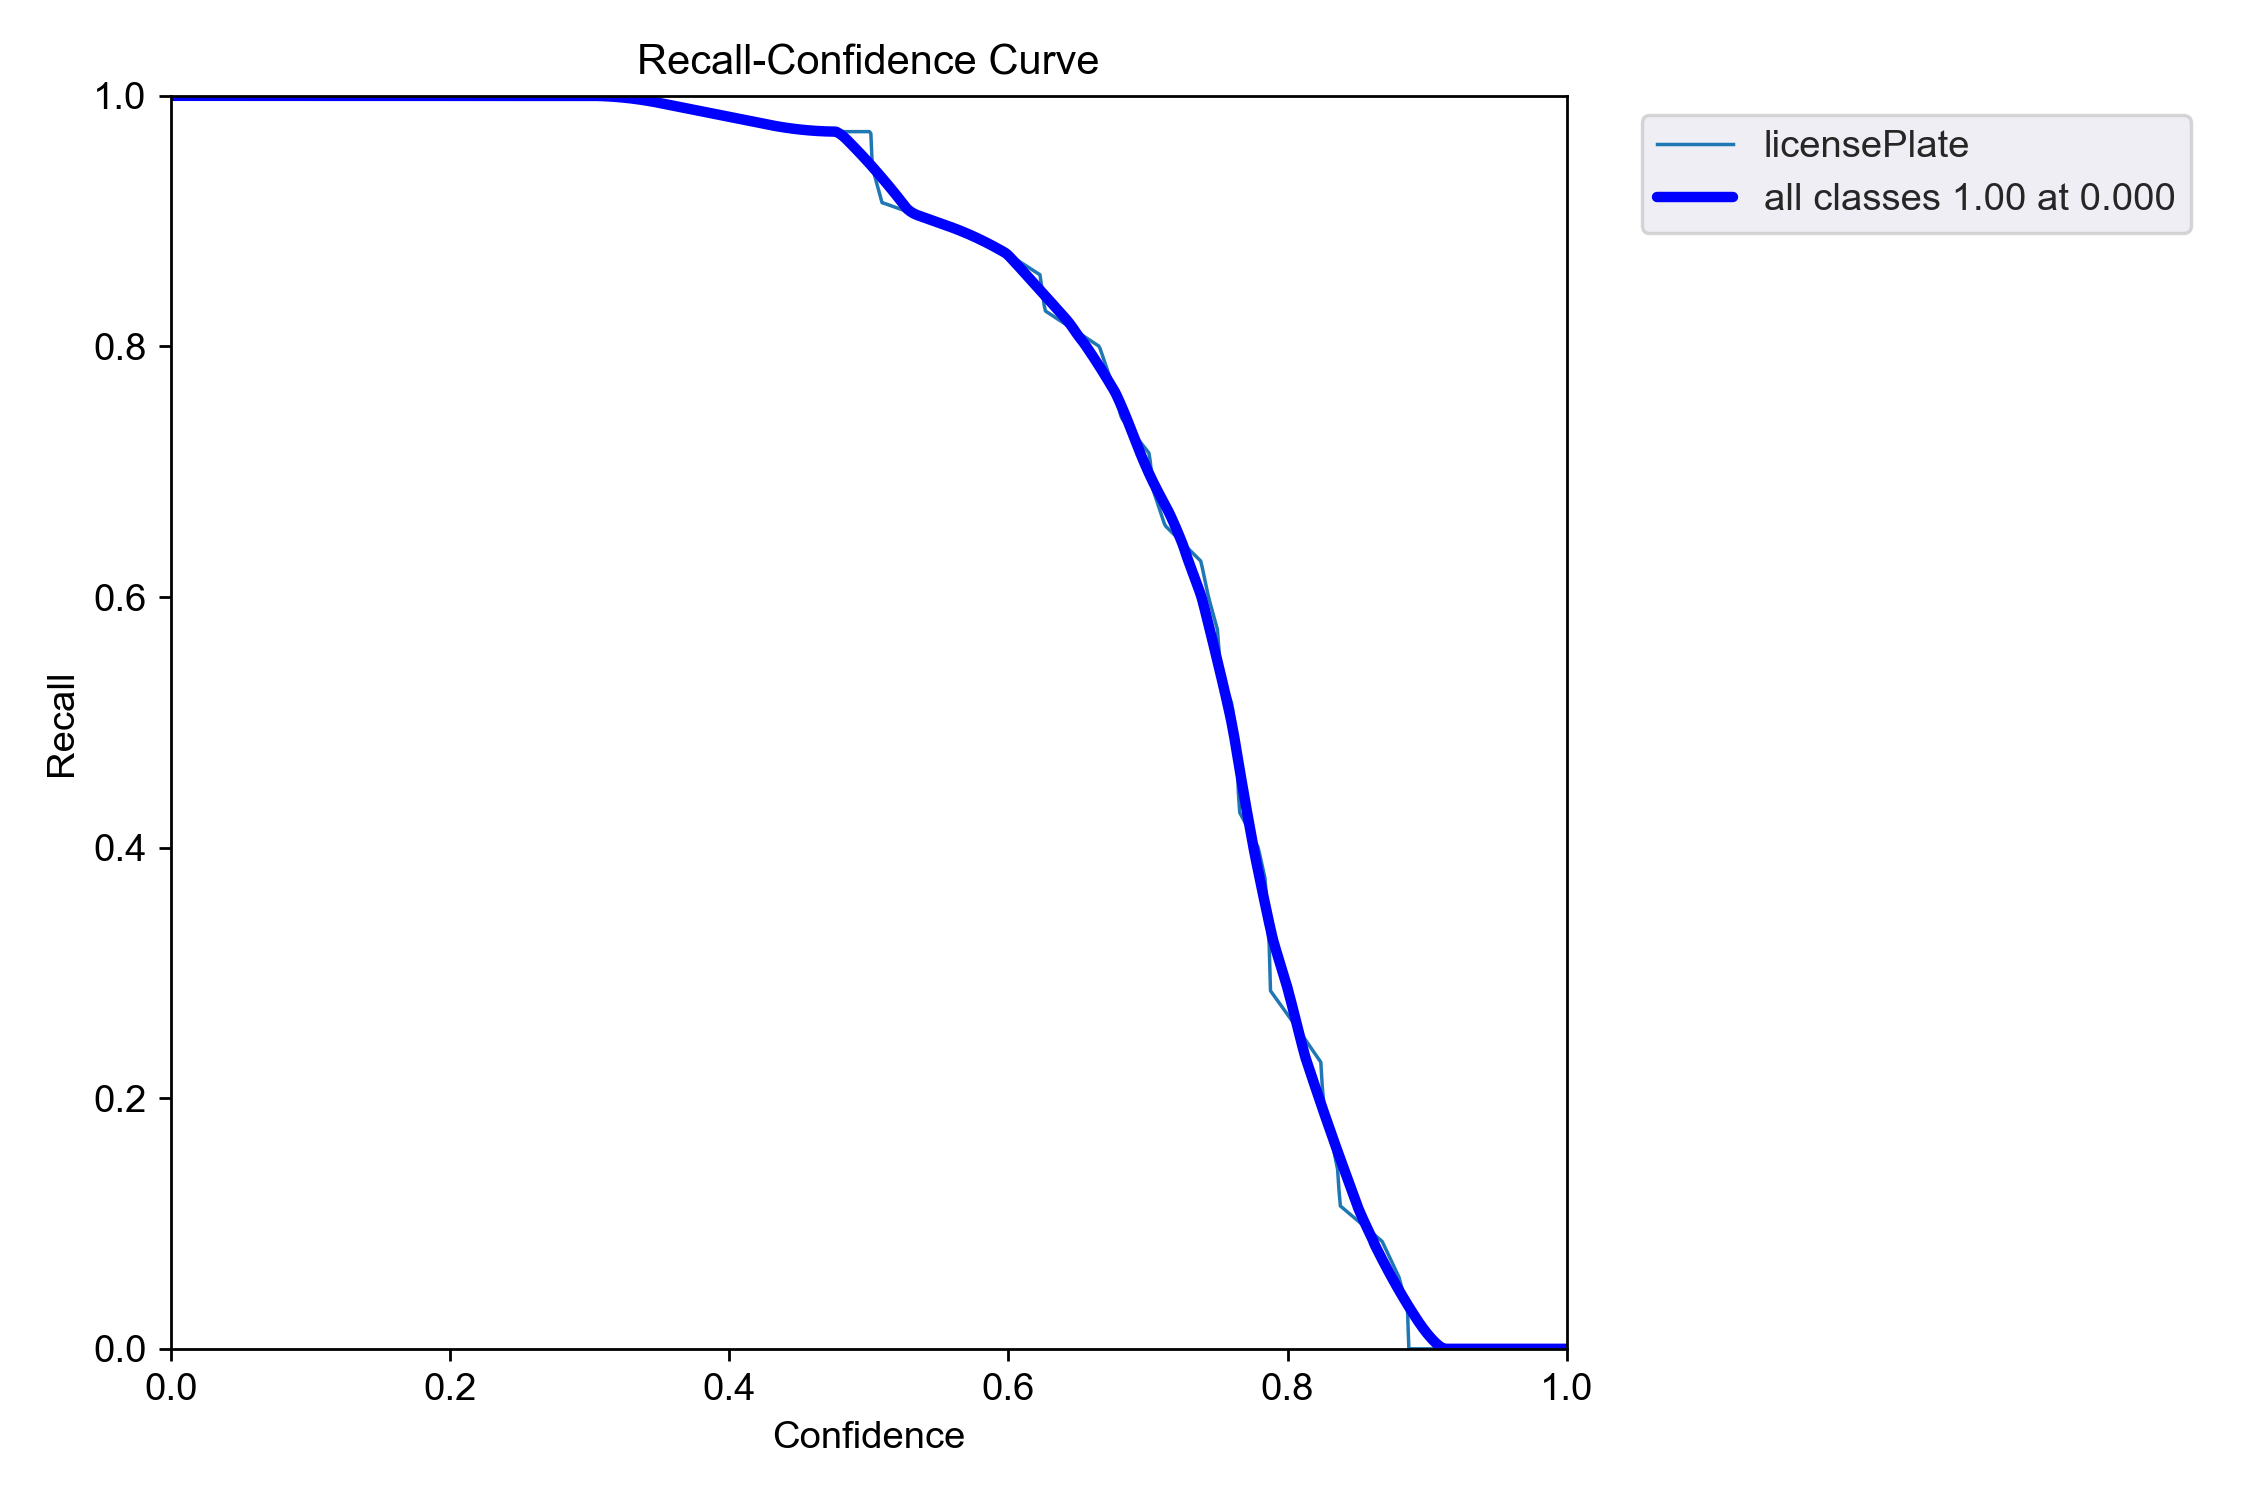 Recall-Confidence Curve
licensePlate
all classes 1.00 at 0.000
1.0
0.8
0.6
0.4
0.2
0.0
Recall
0.0 0.2 0.4 0.6 0.8 1.0
Confidence